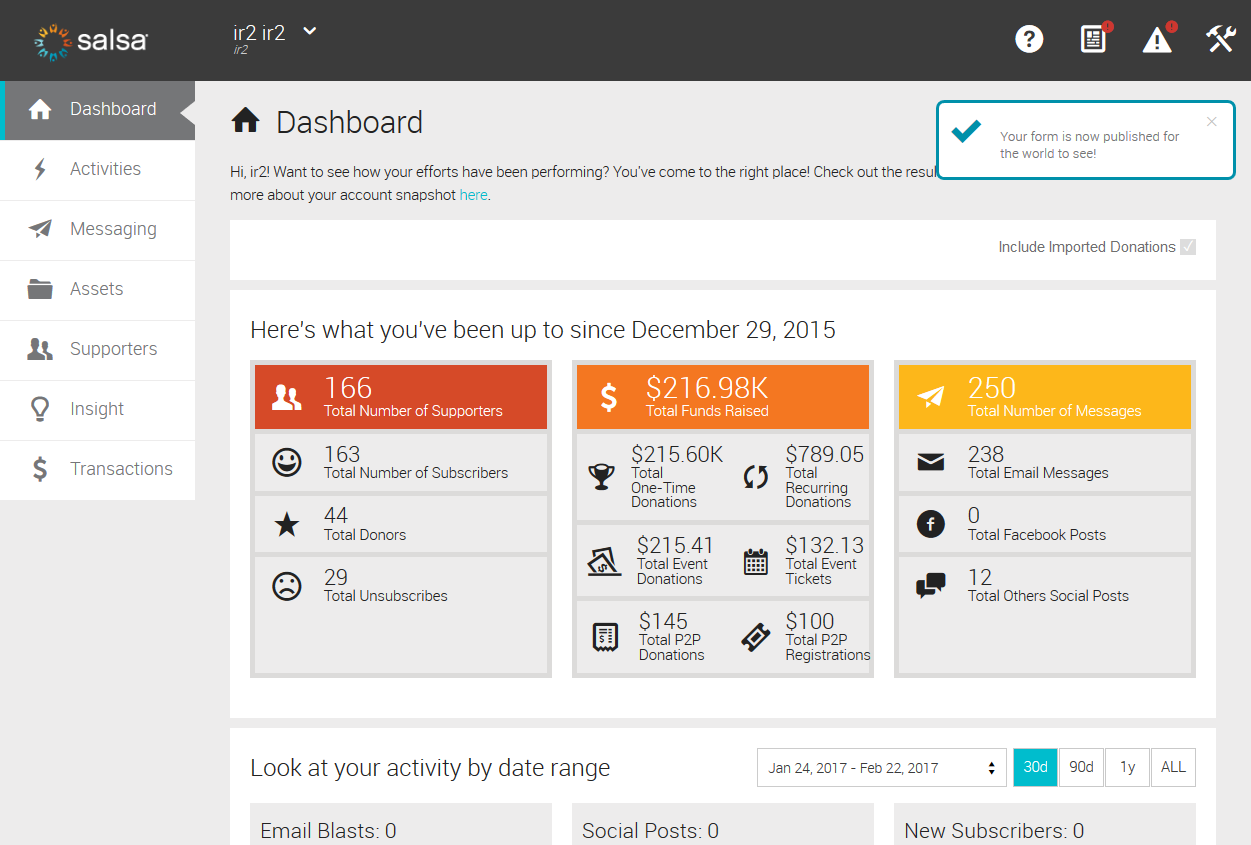 salsa
ir2 ir2
ir2
Dashboard
Activities
Messaging
Assets
Supporters
Insight
Transactions
Dashboard
Your form is now published for
the world to see!
Hi, ir2! Want to see how your efforts have been performing? You've come to the right place! Check out the
more about your account snapshot here.
Include Imported Donations
Here's what you've been up to since December 29, 2015
166
Total Number of Supporters
163
Total Number of Subscribers
44
Total Donors
29
Total Unsubscribes
$216.98K
Total Funds Raised
$215.60K
Total
One-Time
Donations
$789.05
Total
Recurring
Donations
$215.41
Total Event
Donations
$132.13
Total Event
Tickets
$145
Total P2P
Donations
$100
Total P2P
Registrations
250
Total Number of Messages
238
Total Email Messages
0
Total Facebook Posts
12
Total Others Social Posts
Look at your activity by date range
Jan 24, 2017 - Feb 22, 2017
30d
90d
1y
ALL
Email Blasts: 0
Social Posts: 0
New Subscribers: 0